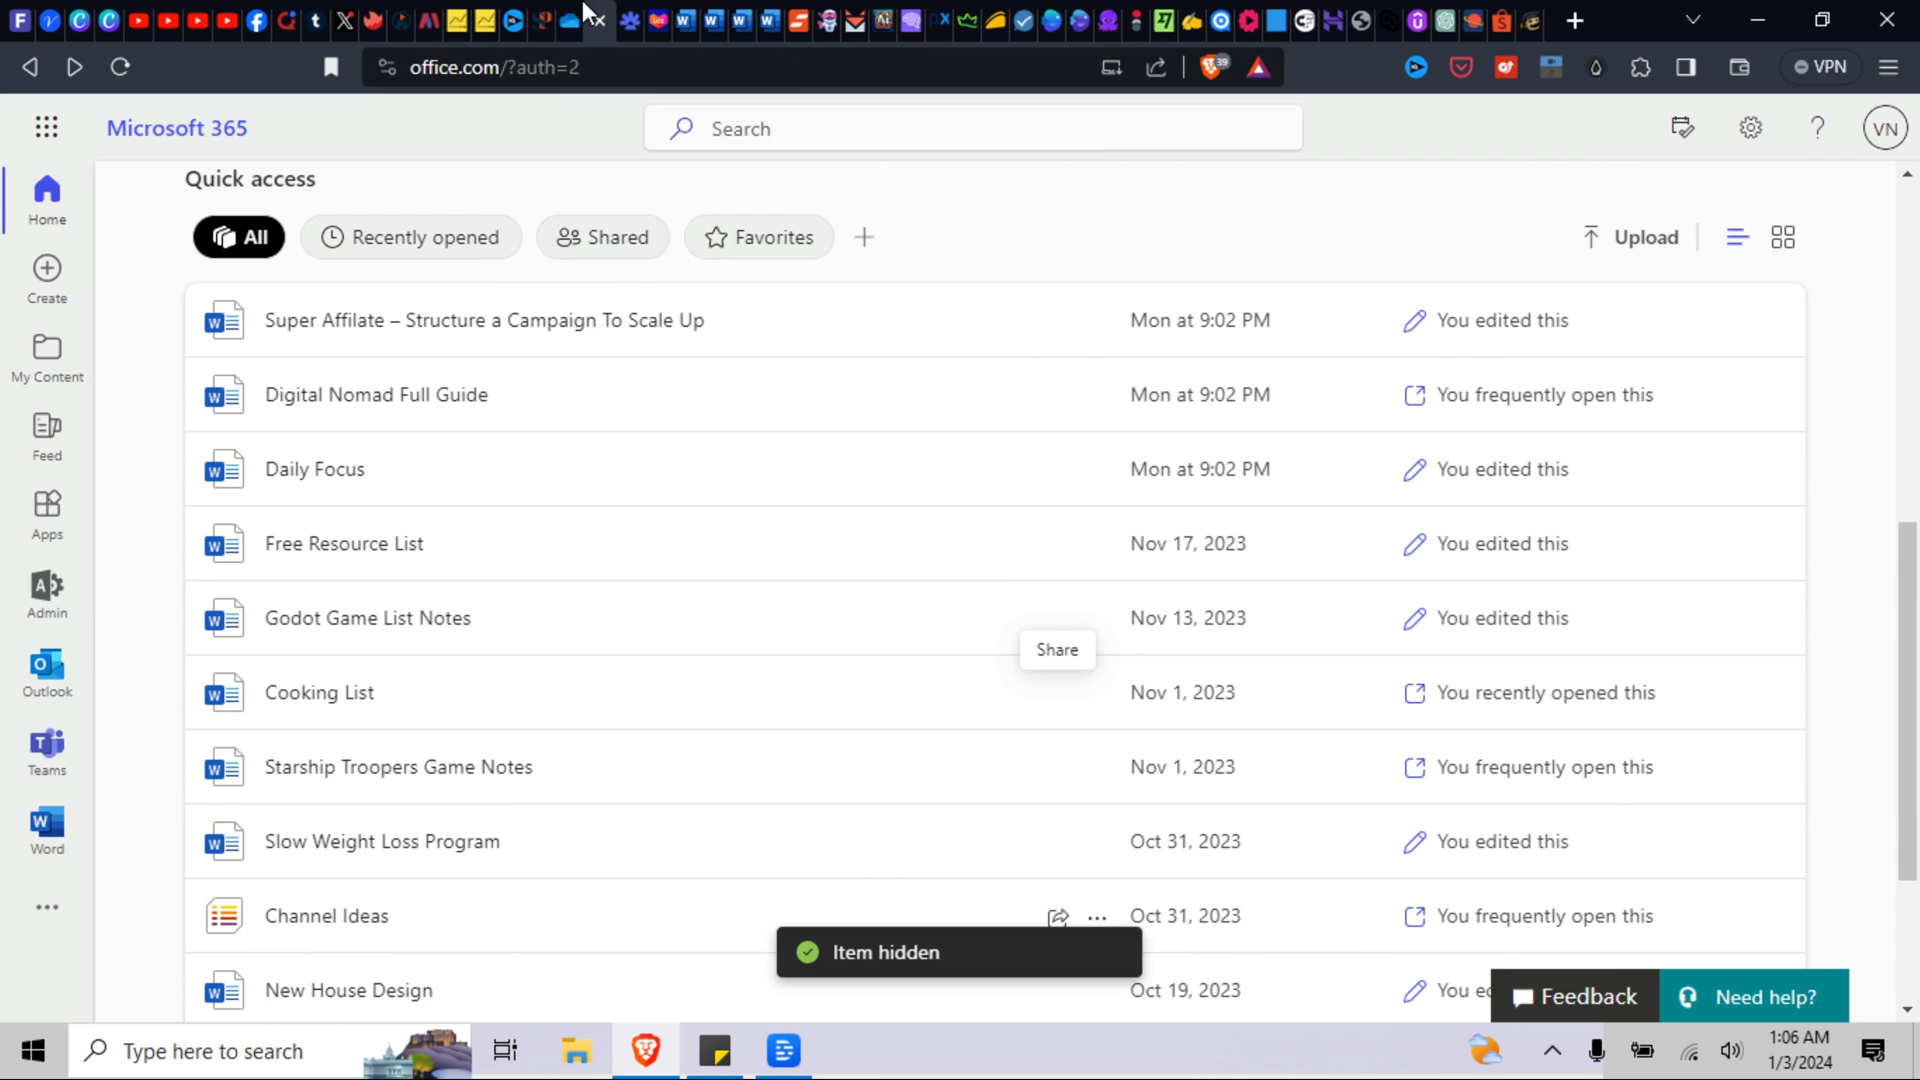 office.com/?auth=2
39
VPN
Microsoft 365
Search
VN
Quick access
All
Recently opened
Shared
Favorites
Upload
Home
Create
My Content
Feed
Apps
Admin
Outlook
Teams
Word
Super Affilate – Structure a Campaign To Scale Up Mon at 9:02 PM You edited this
Digital Nomad Full Guide Mon at 9:02 PM You frequently open this
Daily Focus Mon at 9:02 PM You edited this
Free Resource List Nov 17, 2023 You edited this
Godot Game List Notes Nov 13, 2023 You edited this
Share
Cooking List Nov 1, 2023 You recently opened this
Starship Troopers Game Notes Nov 1, 2023 You frequently open this
Slow Weight Loss Program Oct 31, 2023 You edited this
Channel Ideas Oct 31, 2023 You frequently open this
Item hidden
New House Design Oct 19, 2023 You e
Feedback
Need help?
Type here to search
1:06 AM
1/3/2024